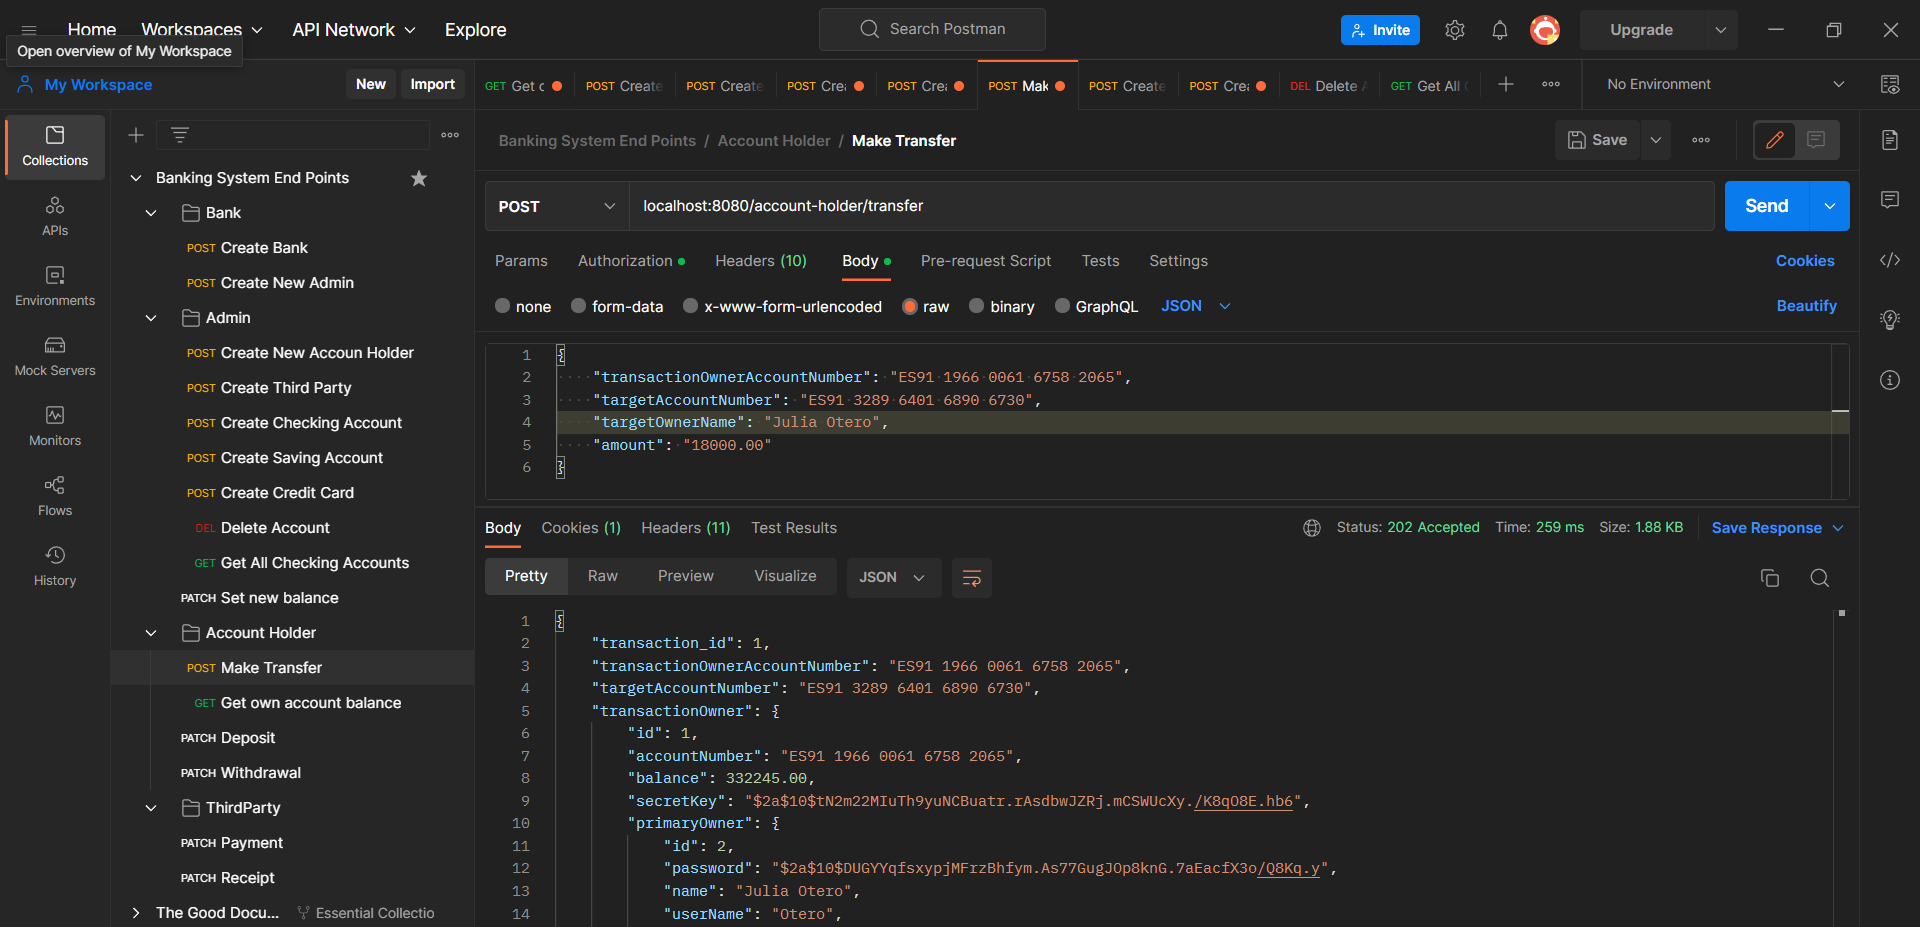 Home Workspaces API Network Explore Search Postman Invite Upgrade
Open overview of My Workspace
My Workspace New Import
GET Get POST Create POST Create POST Cre POST Cre POST Mak POST Create POST Cre DEL Delete GET Get All No Environment
Banking System End Points / Account Holder / Make Transfer Save
Collections
APIs
Environments
Mock Servers
Monitors
Flows
History
Banking System End Points
Bank
POST Create Bank
POST Create New Admin
Admin
POST Create New Accoun Holder
POST Create Third Party
POST Create Checking Account
POST Create Saving Account
POST Create Credit Card
DEL Delete Account
GET Get All Checking Accounts
PATCH Set new balance
Account Holder
POST Make Transfer
GET Get own account balance
PATCH Deposit
PATCH Withdrawal
ThirdParty
PATCH Payment
PATCH Receipt
The Good Docu... Essential Collectio
POST localhost:8080/account-holder/transfer Send
Params Authorization Headers (10) Body Pre-request Script Tests Settings Cookies
none form-data x-www-form-urlencoded raw binary GraphQL JSON Beautify
1 {
2 "transactionOwnerAccountNumber": "ES91 1966 0061 6758 2065",
3 "targetAccountNumber": "ES91 3289 6401 6890 6730",
4 "targetOwnerName": "Julia Otero",
5 "amount": "18000.00"
6 }
Body Cookies (1) Headers (11) Test Results Status: 202 Accepted Time: 259 ms Size: 1.88 KB Save Response
Pretty Raw Preview Visualize JSON
1 {
2 "transaction_id": 1,
3 "transactionOwnerAccountNumber": "ES91 1966 0061 6758 2065",
4 "targetAccountNumber": "ES91 3289 6401 6890 6730",
5 "transactionOwner": {
6 "id": 1,
7 "accountNumber": "ES91 1966 0061 6758 2065",
8 "balance": 332245.00,
9 "secretKey": "$2a$10$tN2m22MIuTh9yuNCBuatr.rAsdbwJZRj.mCSWUcXy./K8qO8E.hb6",
10 "primaryOwner": {
11 "id": 2,
12 "password": "$2a$10$DUGYYqfsxypjMFrzBhfym.As77GugJOp8knG.7aEacfX3o/Q8Kq.y",
13 "name": "Julia Otero",
14 "userName": "Otero",